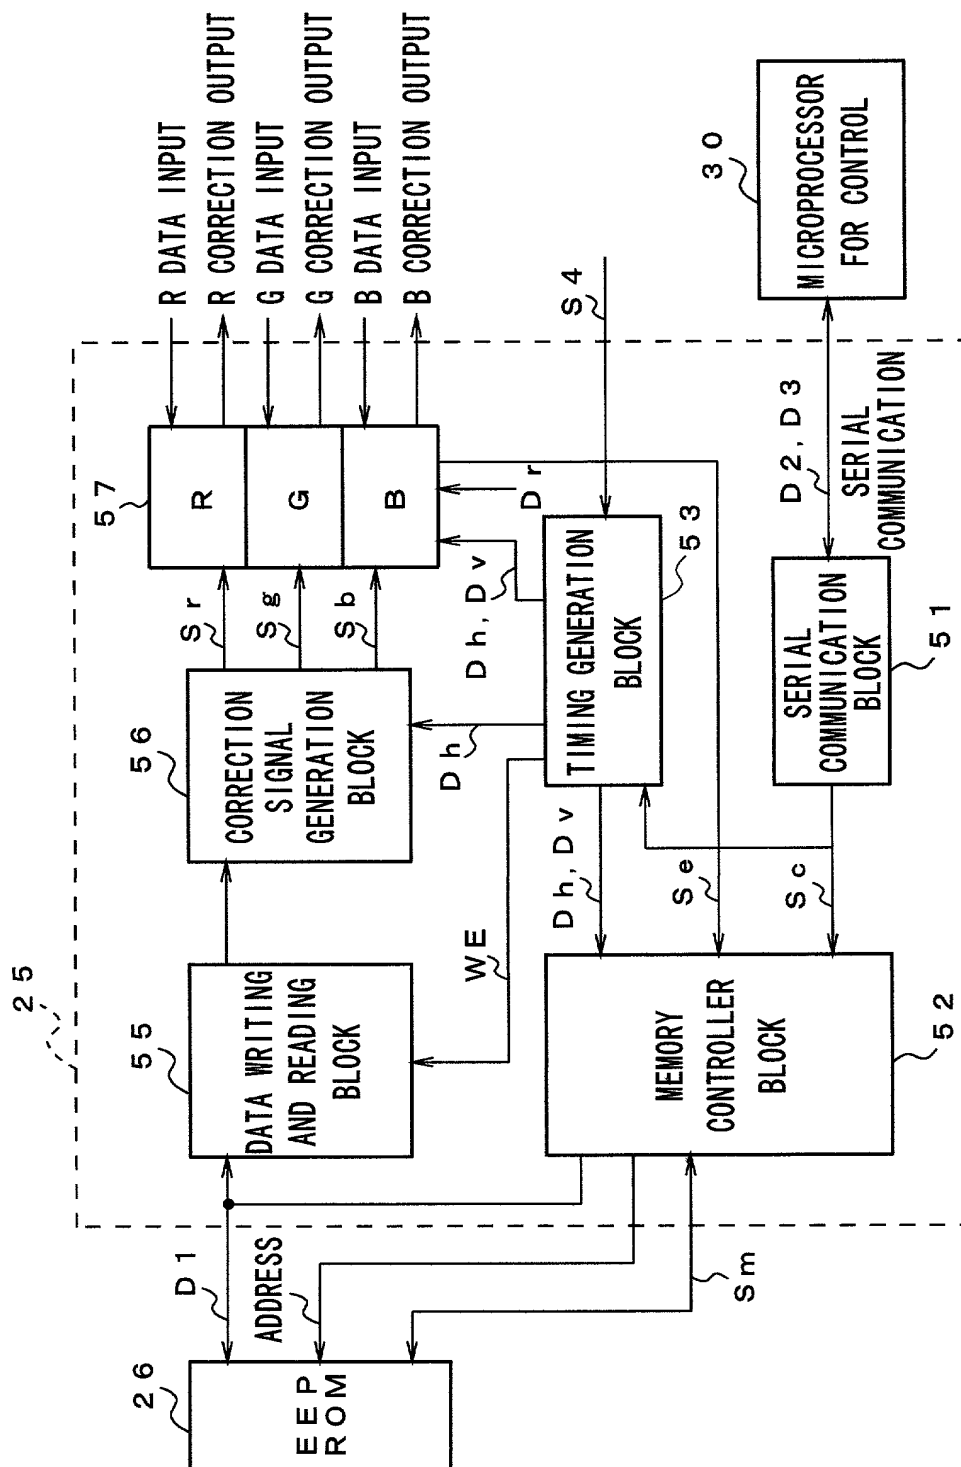 25
57
R DATA INPUT
R CORRECTION OUTPUT
G DATA INPUT
G CORRECTION OUTPUT
B DATA INPUT
B CORRECTION OUTPUT
26
EEP
ROM
D1
ADDRESS
Sm
55
DATA WRITING
AND READING
BLOCK
56
CORRECTION
SIGNAL
GENERATION
BLOCK
Sr
Sg
Sb
R
G
B
WE
Dh
Dh, Dv
Dr
S4
Dh, Dv
Se
Sc
TIMING GENERATION
BLOCK
53
MEMORY
CONTROLLER
BLOCK
52
SERIAL
COMMUNICATION
BLOCK
51
D2, D3
SERIAL
COMMUNICATION
30
MICROPROCESSOR
FOR CONTROL